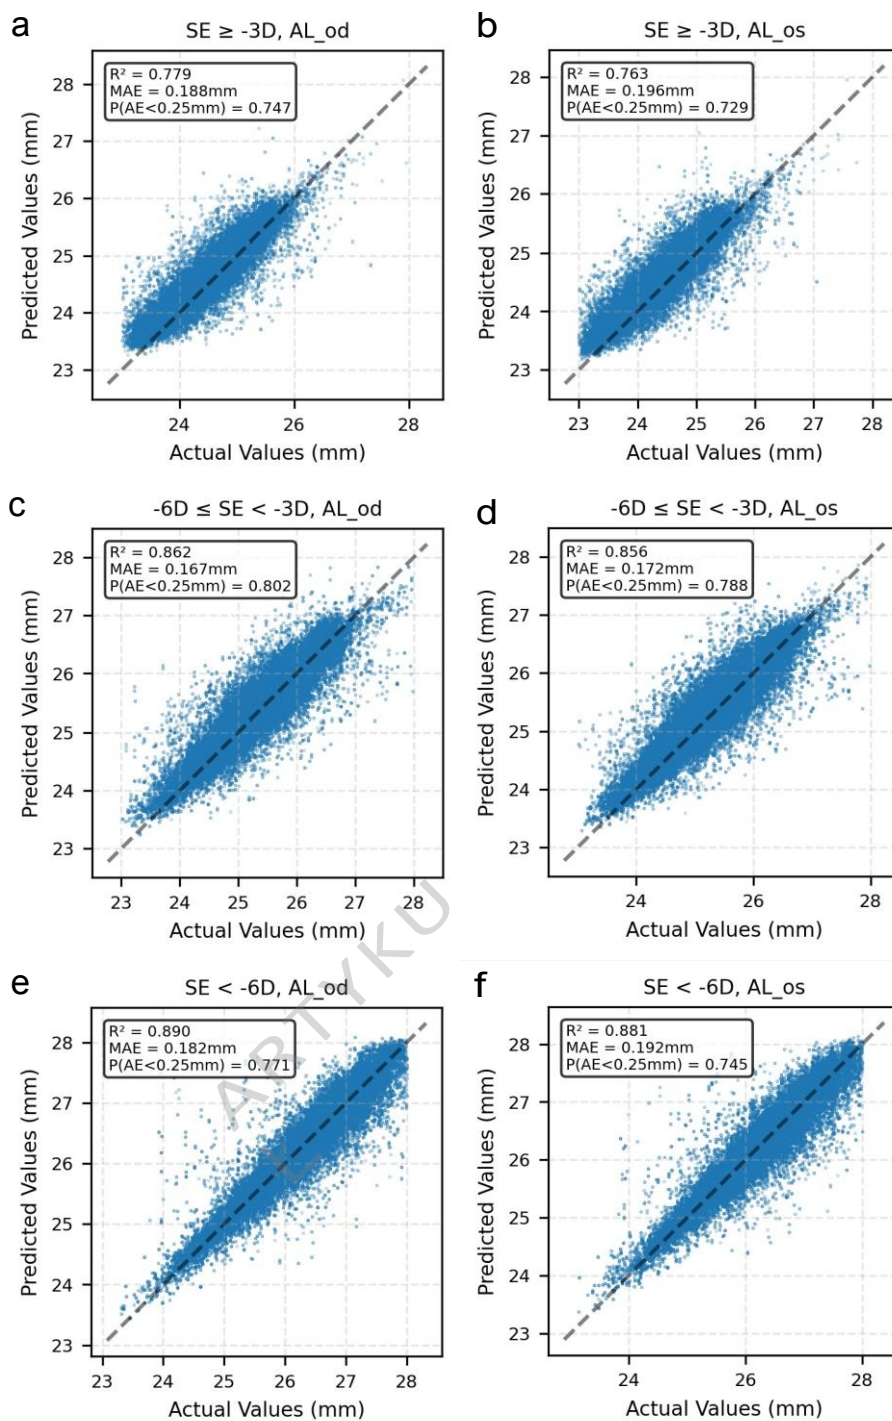 a
SE ≥ -3D, AL_od
R² = 0.779
MAE = 0.188mm
P(AE<0.25mm) = 0.747
28
27
26
25
24
23
Predicted Values (mm)
24
26
28
Actual Values (mm)
b
SE ≥ -3D, AL_os
R² = 0.763
MAE = 0.196mm
P(AE<0.25mm) = 0.729
28
27
26
25
24
23
Predicted Values (mm)
23
24
25
26
27
28
Actual Values (mm)
c
-6D ≤ SE < -3D, AL_od
R² = 0.862
MAE = 0.167mm
P(AE<0.25mm) = 0.802
28
27
26
25
24
23
Predicted Values (mm)
23
24
25
26
27
28
Actual Values (mm)
d
-6D ≤ SE < -3D, AL_os
R² = 0.856
MAE = 0.172mm
P(AE<0.25mm) = 0.788
28
27
26
25
24
23
Predicted Values (mm)
24
26
28
Actual Values (mm)
e
SE < -6D, AL_od
R² = 0.890
MAE = 0.182mm
P(AE<0.25mm) = 0.771
28
27
26
25
24
23
Predicted Values (mm)
23
24
25
26
27
28
Actual Values (mm)
f
SE < -6D, AL_os
R² = 0.881
MAE = 0.192mm
P(AE<0.25mm) = 0.745
28
27
26
25
24
23
Predicted Values (mm)
24
26
28
Actual Values (mm)
ARTYKU